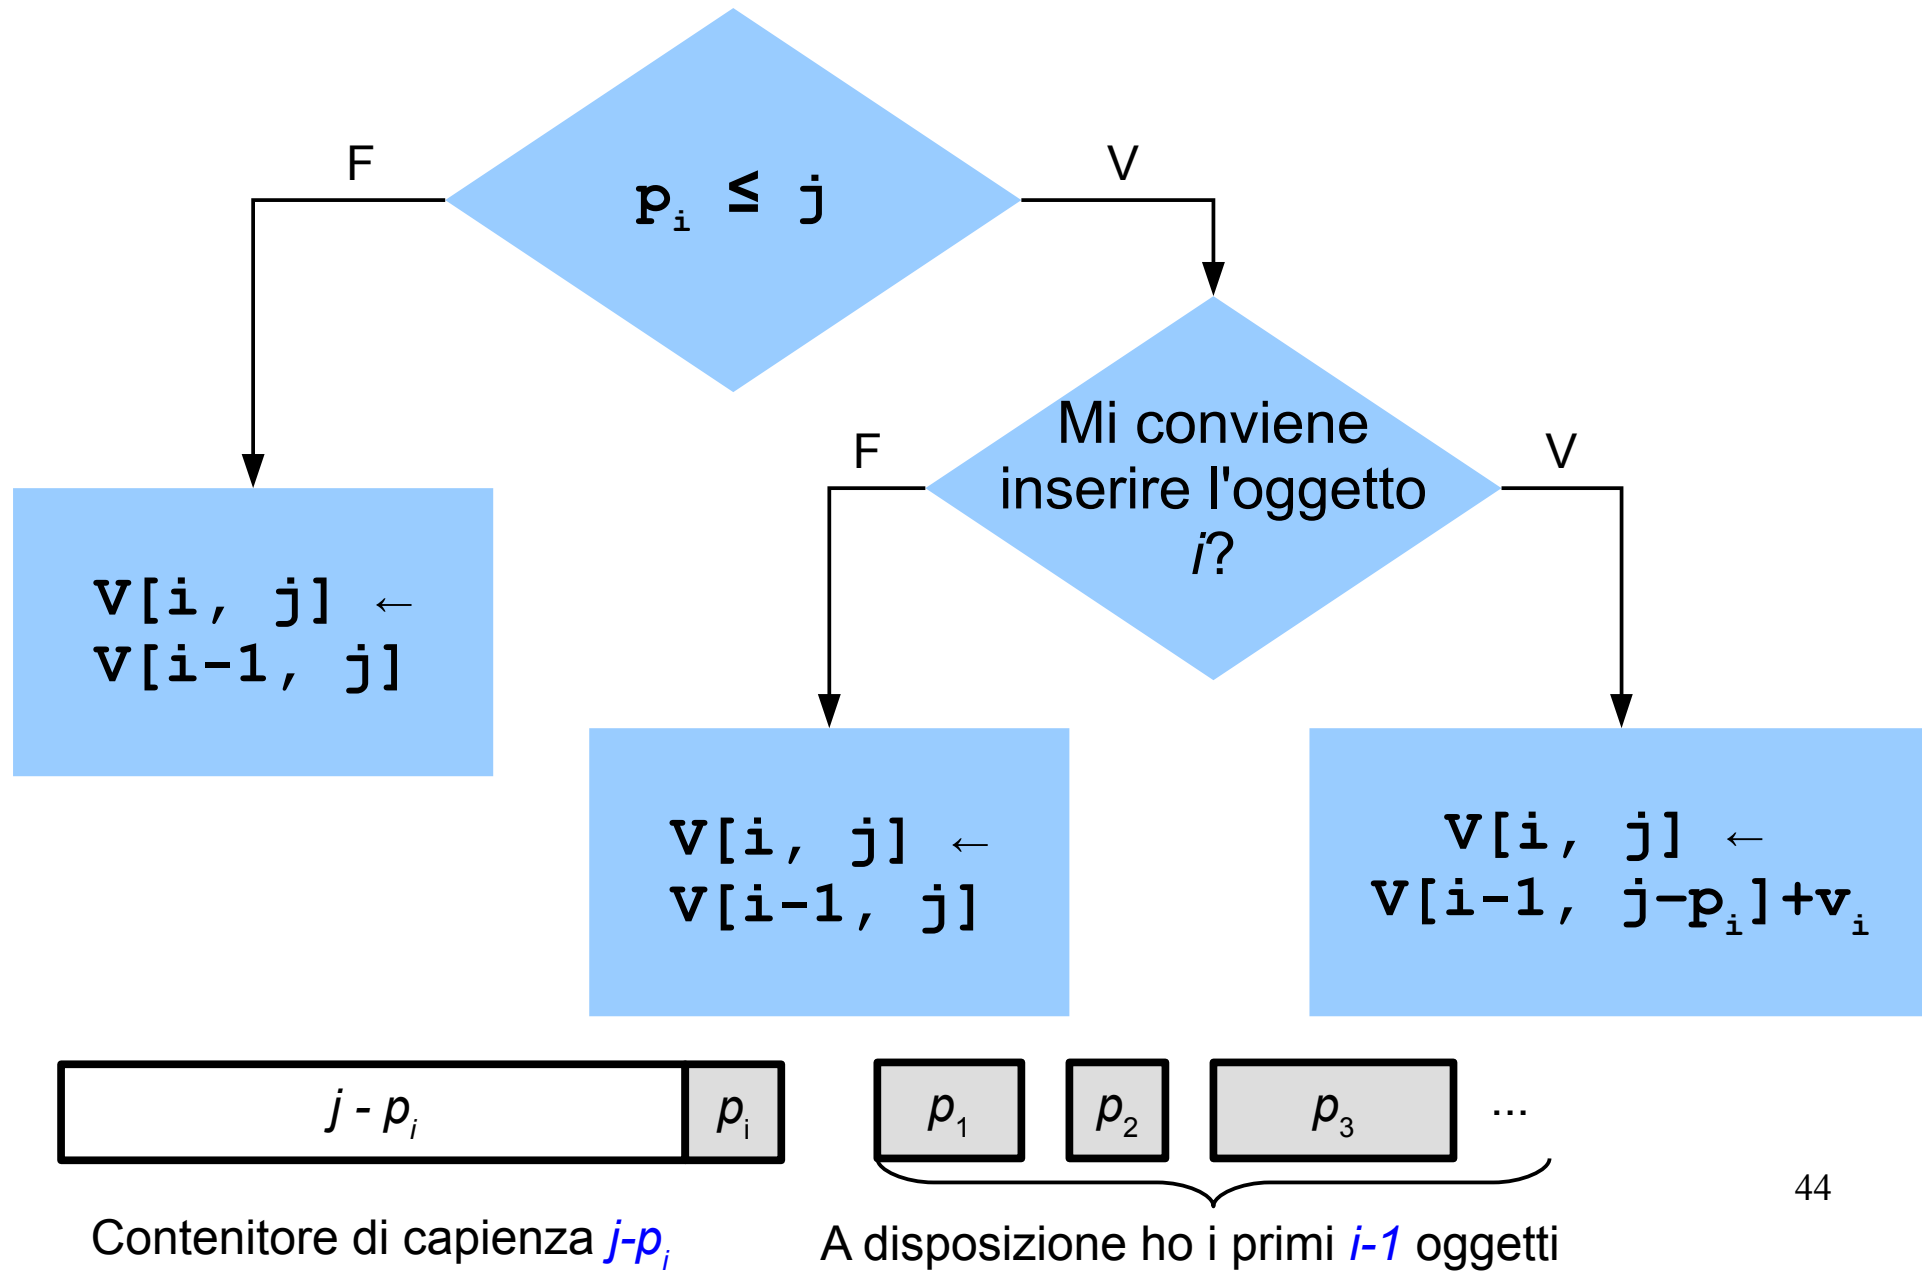 F
V
pᵢ ≤ j
Mi conviene
inserire l'oggetto
i?
F
V
V[i, j] ←
V[i-1, j]
V[i, j] ←
V[i-1, j]
V[i, j] ←
V[i-1, j-pᵢ]+vᵢ
j - pᵢ
pᵢ
p₁
p₂
p₃
...
Contenitore di capienza j-pᵢ
A disposizione ho i primi i-1 oggetti
44